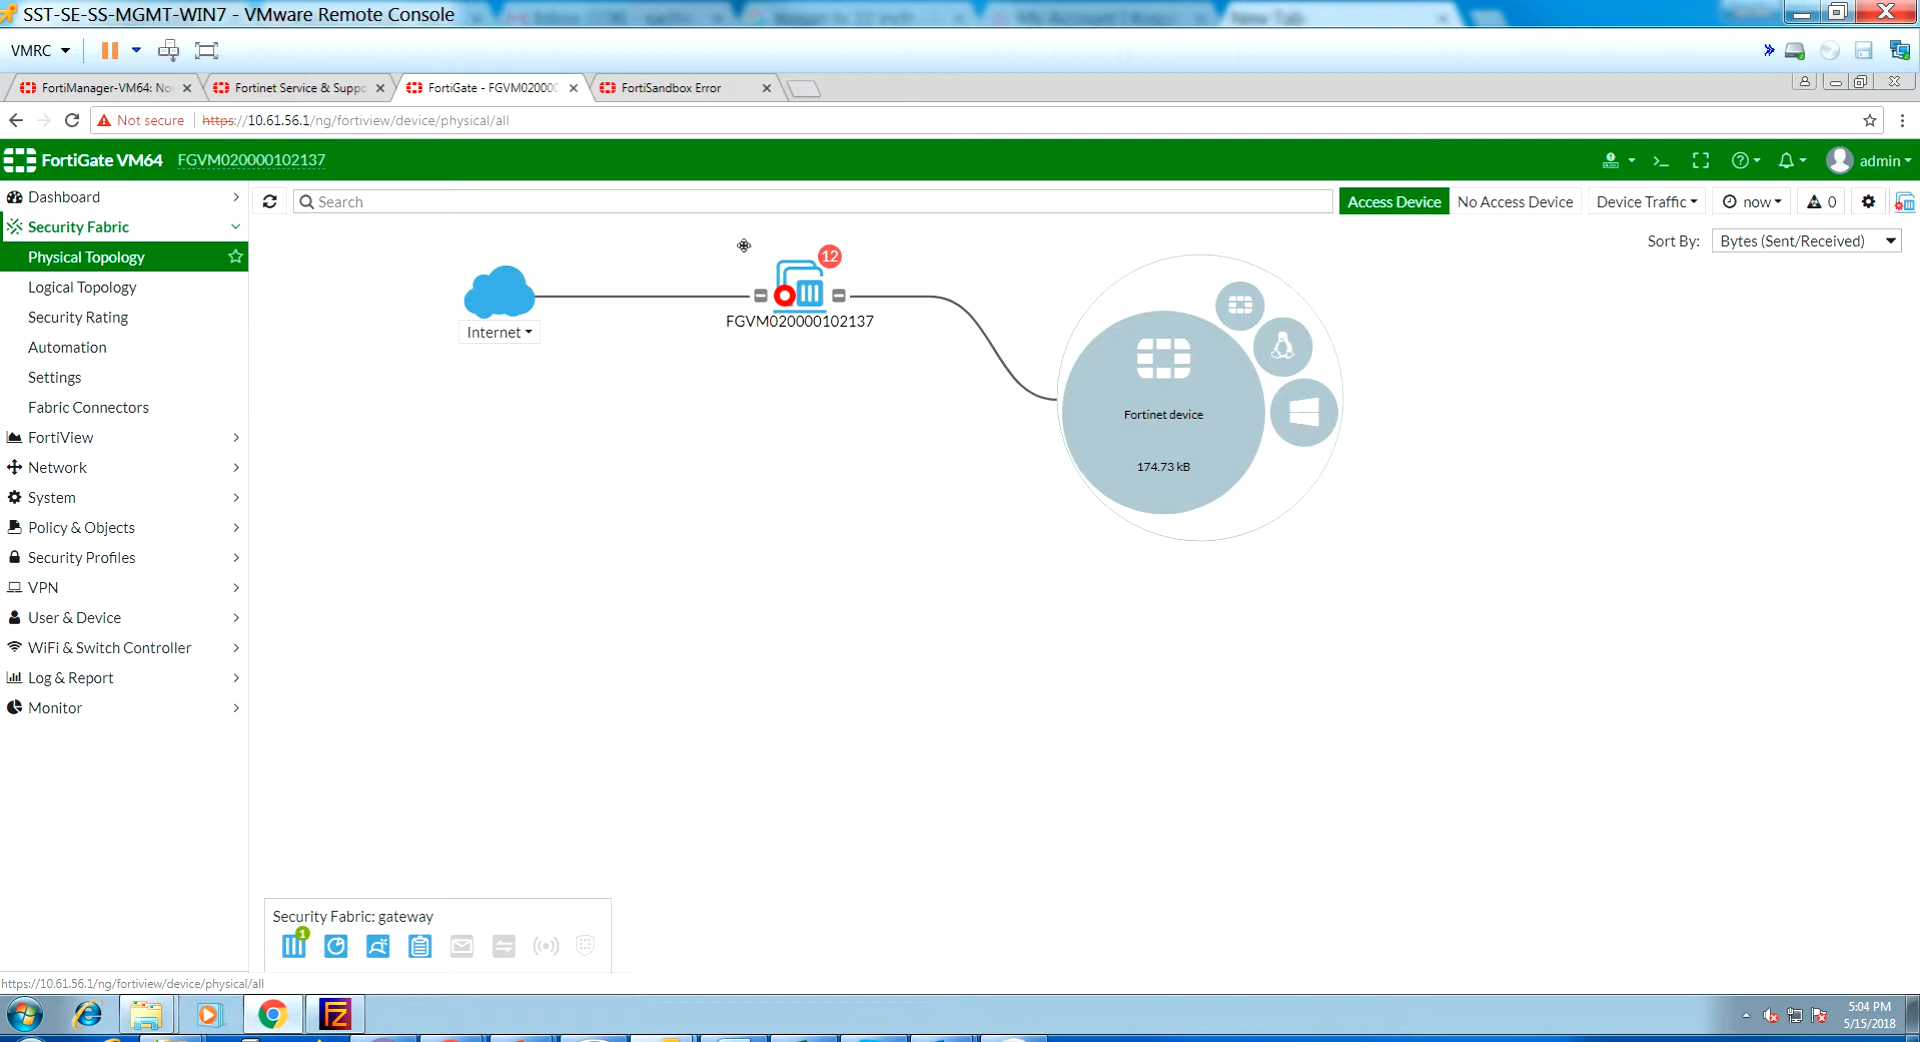 SST-SE-SS-MGMT-WIN7 - VMware Remote Console
VMRC
FortiManager-VM64: No
Fortinet Service & Suppo
FortiGate - FGVM02000
FortiSandbox Error
Not secure https://10.61.56.1/ng/fortiview/device/physical/all
FortiGate VM64 FGVM020000102137
admin
Dashboard
Security Fabric
Physical Topology
Logical Topology
Security Rating
Automation
Settings
Fabric Connectors
FortiView
Network
System
Policy & Objects
Security Profiles
VPN
User & Device
WiFi & Switch Controller
Log & Report
Monitor
Search
Access Device
No Access Device
Device Traffic
now
0
Sort By: Bytes (Sent/Received)
Internet
12
FGVM020000102137
Fortinet device
174.73 kB
Security Fabric: gateway
1
https://10.61.56.1/ng/fortiview/device/physical/all
5:04 PM
5/15/2018